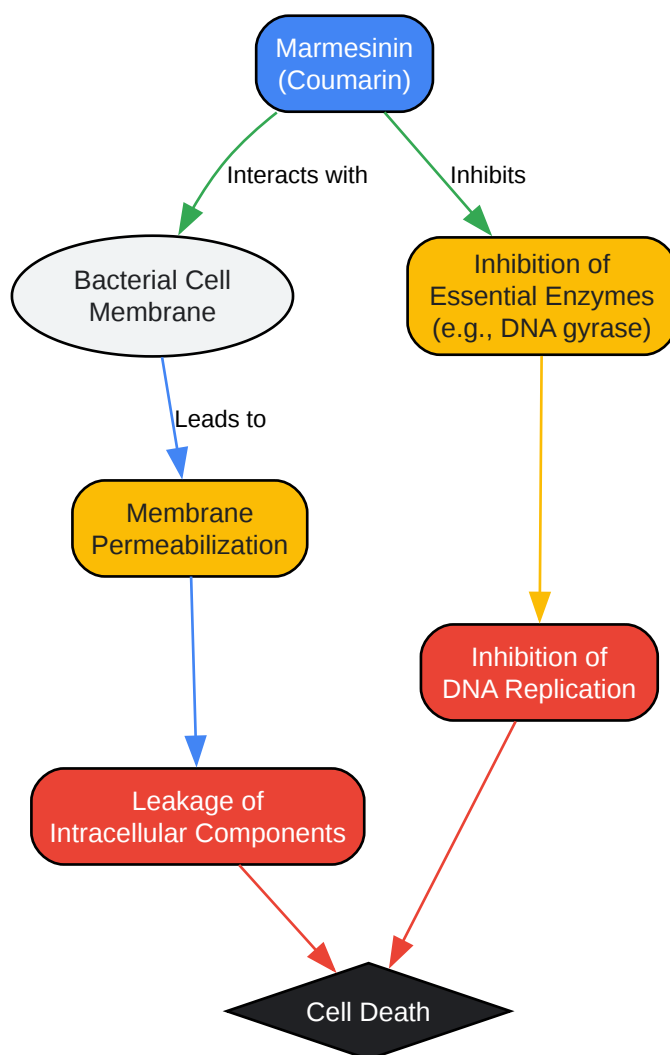 Marmesinin
(Coumarin)
Interacts with
Inhibits
Bacterial Cell
Membrane
Inhibition of
Essential Enzymes
(e.g., DNA gyrase)
Leads to
Membrane
Permeabilization
Inhibition of
DNA Replication
Leakage of
Intracellular Components
Cell Death